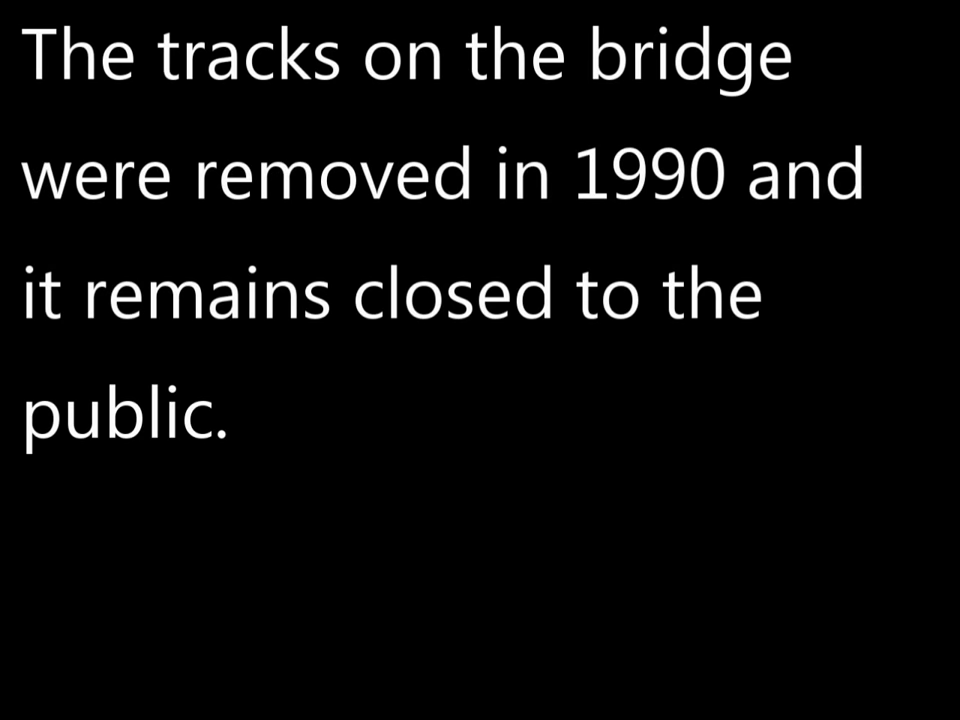 The tracks on the bridge
were removed in 1990 and
it remains closed to the
public.